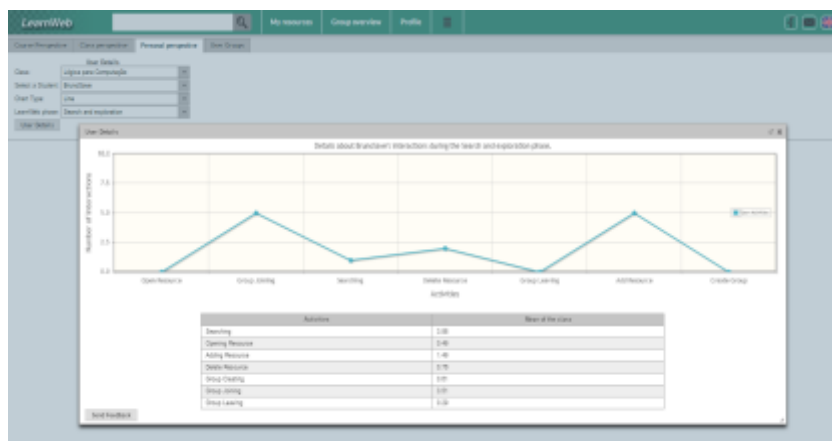 LearnWeb
My resources Group overview Profile
Course Perspective Class perspective Personal perspective User Groups
User Details
Class: Lógica para Computação
Select a Student:
Chart Type: Line
LearnWeb phase: Search and exploration
User Details
User Details
interactions during the Search and exploration phase.
10.0
7.5
5.0
2.5
0.0
Number of Interactions
Open Resource Group Joining Searching Delete Resource Group Leaving Add Resource Create Group
Activities
Activities Mean of the class
Searching
Opening Resource
Adding Resource
Delete Resource
Group Creating
Group Joining
Group Leaving
Send Feedback